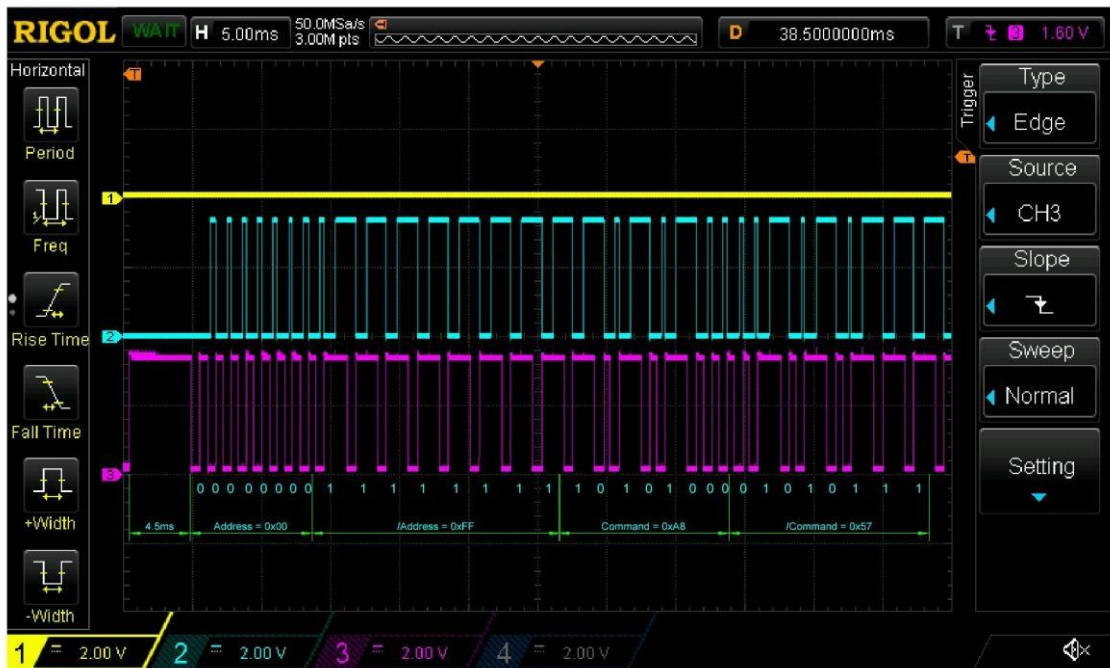 RIGOL WAIT H 5.00ms 50.0MSa/s 3.00M pts D 38.5000000ms T 3 1.60 V
Horizontal
Period
Freq
Rise Time
Fall Time
+Width
-Width
T
T
1
2
3
0 0 0 0 0 0 0 0 1 1 1 1 1 1 1 1 1 0 1 0 1 0 0 0 0 1 0 1 0 1 1 1
4.5ms Address = 0x00 /Address = 0xFF Command = 0xA8 /Command = 0x57
Trigger
Type
Edge
Source
CH3
Slope
Sweep
Normal
Setting
1 = 2.00 V 2 = 2.00 V 3 = 2.00 V 4 = 2.00 V